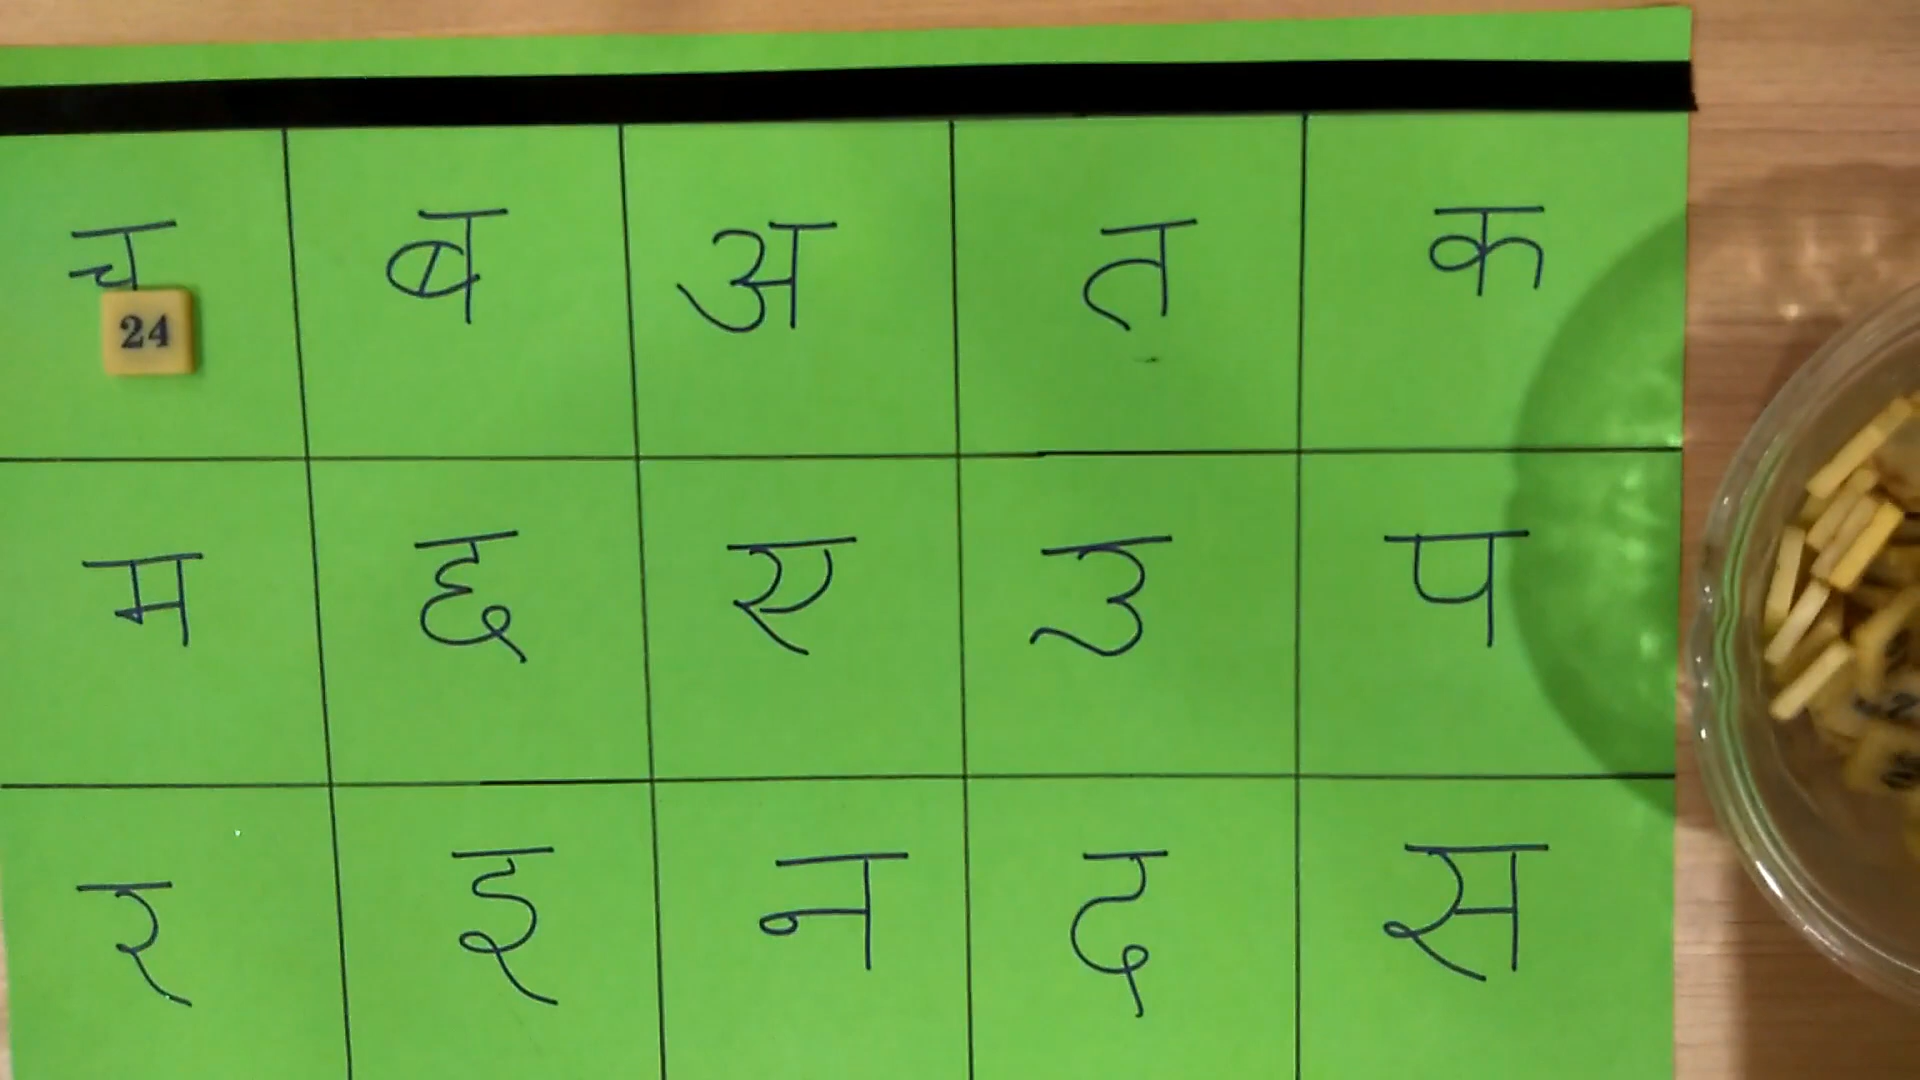 च ब अ त क
24
म छ ए उ प
र इ न द स